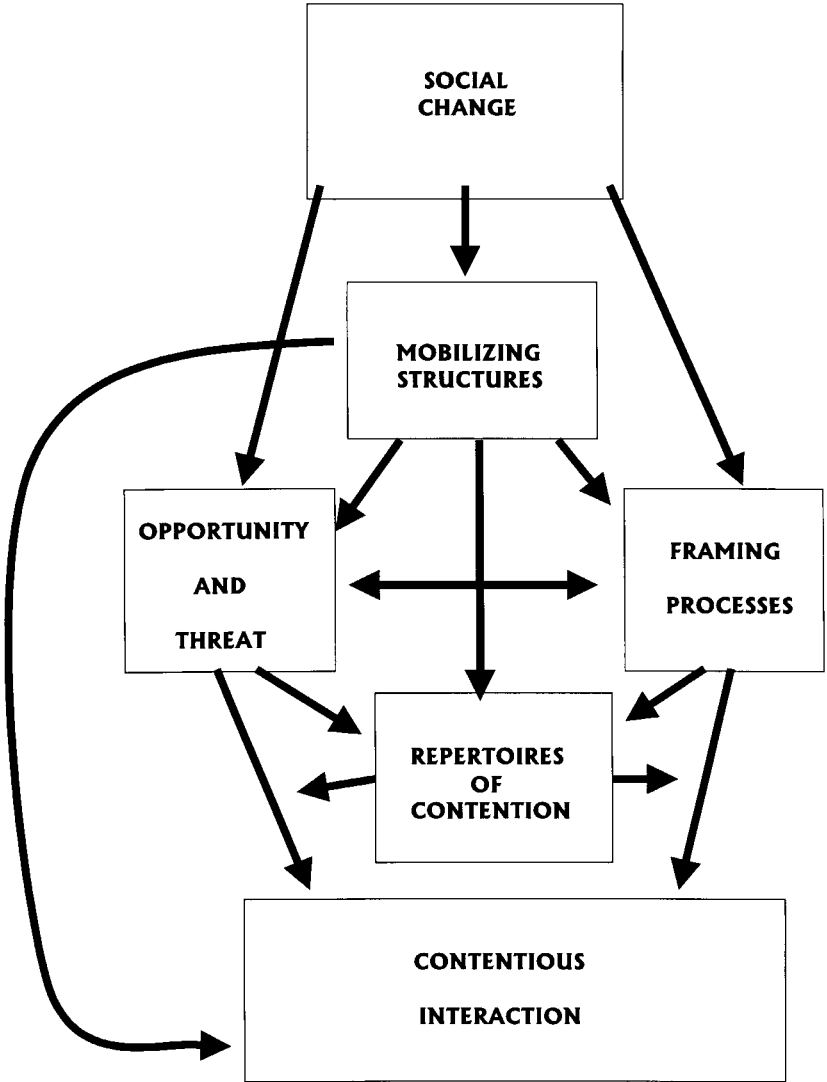 SOCIAL
CHANGE
MOBILIZING
STRUCTURES
OPPORTUNITY
AND
THREAT
FRAMING
PROCESSES
REPERTOIRES
OF
CONTENTION
CONTENTIOUS
INTERACTION